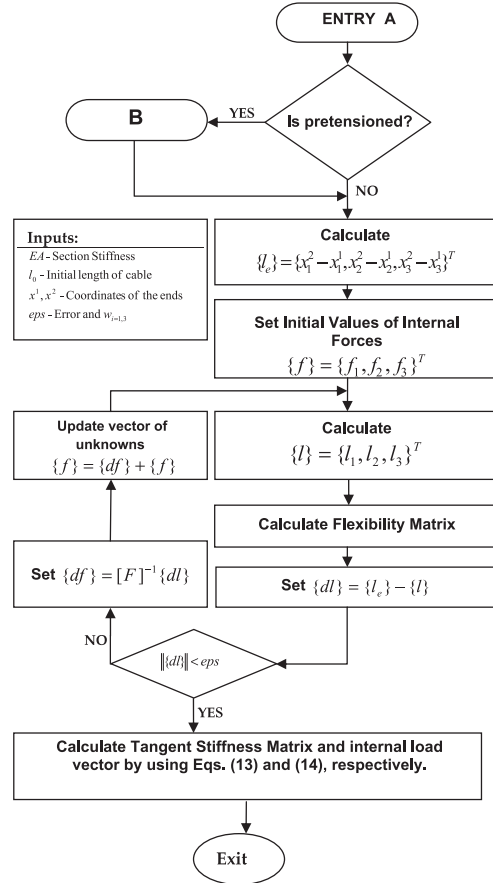 ENTRY A
Is pretensioned?
YES
B
NO
Inputs:
EA - Section Stiffness
l₀ - Initial length of cable
x¹, x² - Coordinates of the ends
eps - Error and wᵢ₌₁,₃
Calculate
{lₑ} = {x₁² − x₁¹, x₂² − x₂¹, x₃² − x₃¹}ᵀ
Set Initial Values of Internal
Forces
{f} = {f₁, f₂, f₃}ᵀ
Update vector of
unknowns
{f} = {df} + {f}
Calculate
{l} = {l₁, l₂, l₃}ᵀ
Calculate Flexibility Matrix
Set {df} = [F]⁻¹{dl}
Set {dl} = {lₑ} − {l}
NO
‖{dl}‖ < eps
YES
Calculate Tangent Stiffness Matrix and internal load
vector by using Eqs. (13) and (14), respectively.
Exit